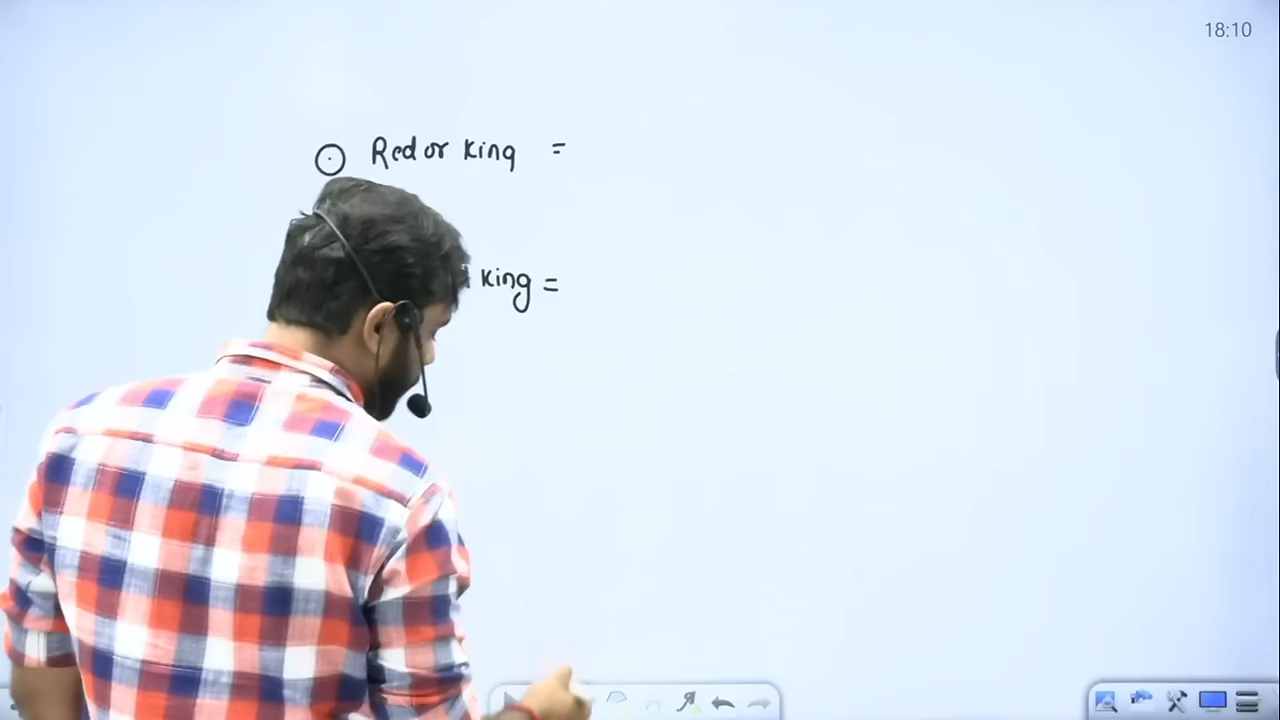 18:10
Red or king =
king =